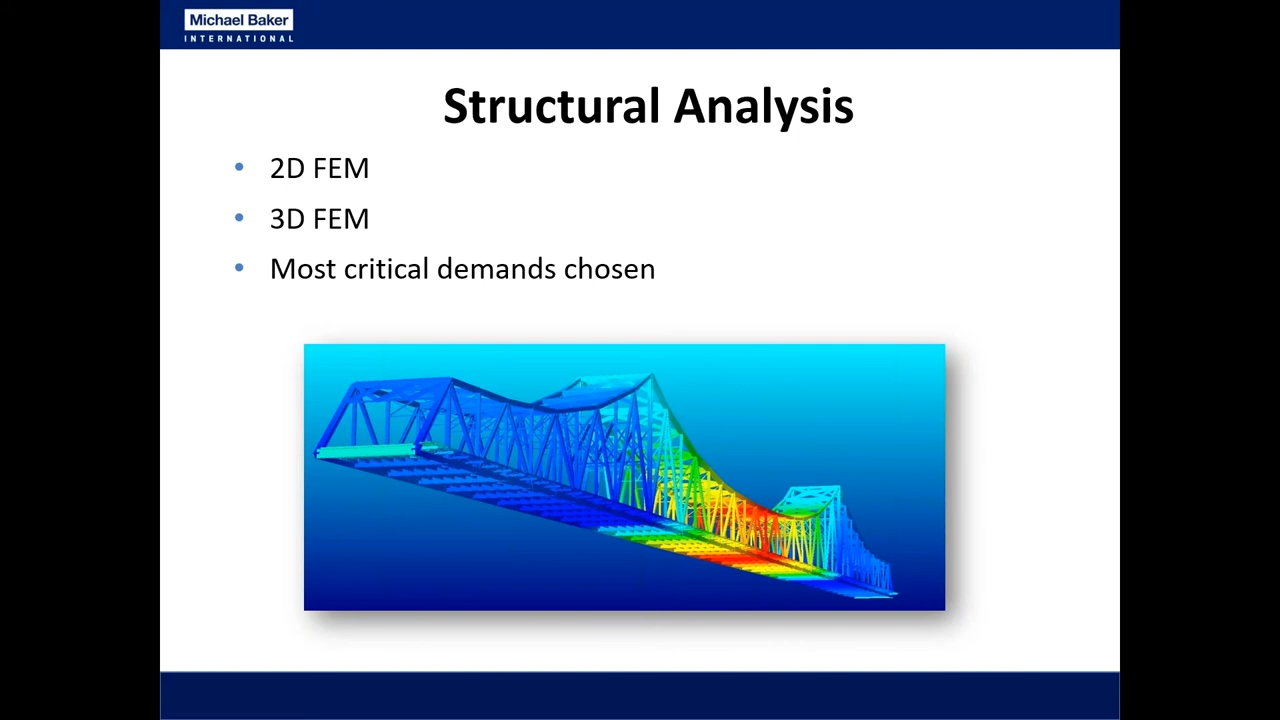 Michael Baker
INTERNATIONAL
Structural Analysis
• 2D FEM
• 3D FEM
• Most critical demands chosen